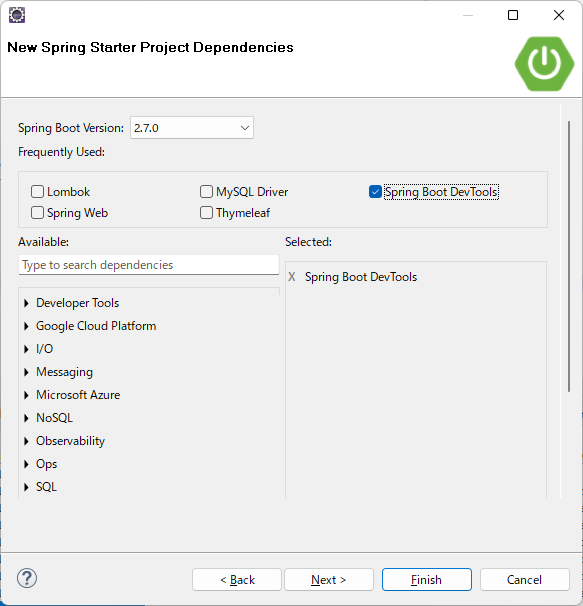 New Spring Starter Project Dependencies
Spring Boot Version: 2.7.0
Frequently Used:
Lombok MySQL Driver Spring Boot DevTools
Spring Web Thymeleaf
Available: Selected:
Type to search dependencies
X Spring Boot DevTools
Developer Tools
Google Cloud Platform
I/O
Messaging
Microsoft Azure
NoSQL
Observability
Ops
SQL
? < Back Next > Finish Cancel